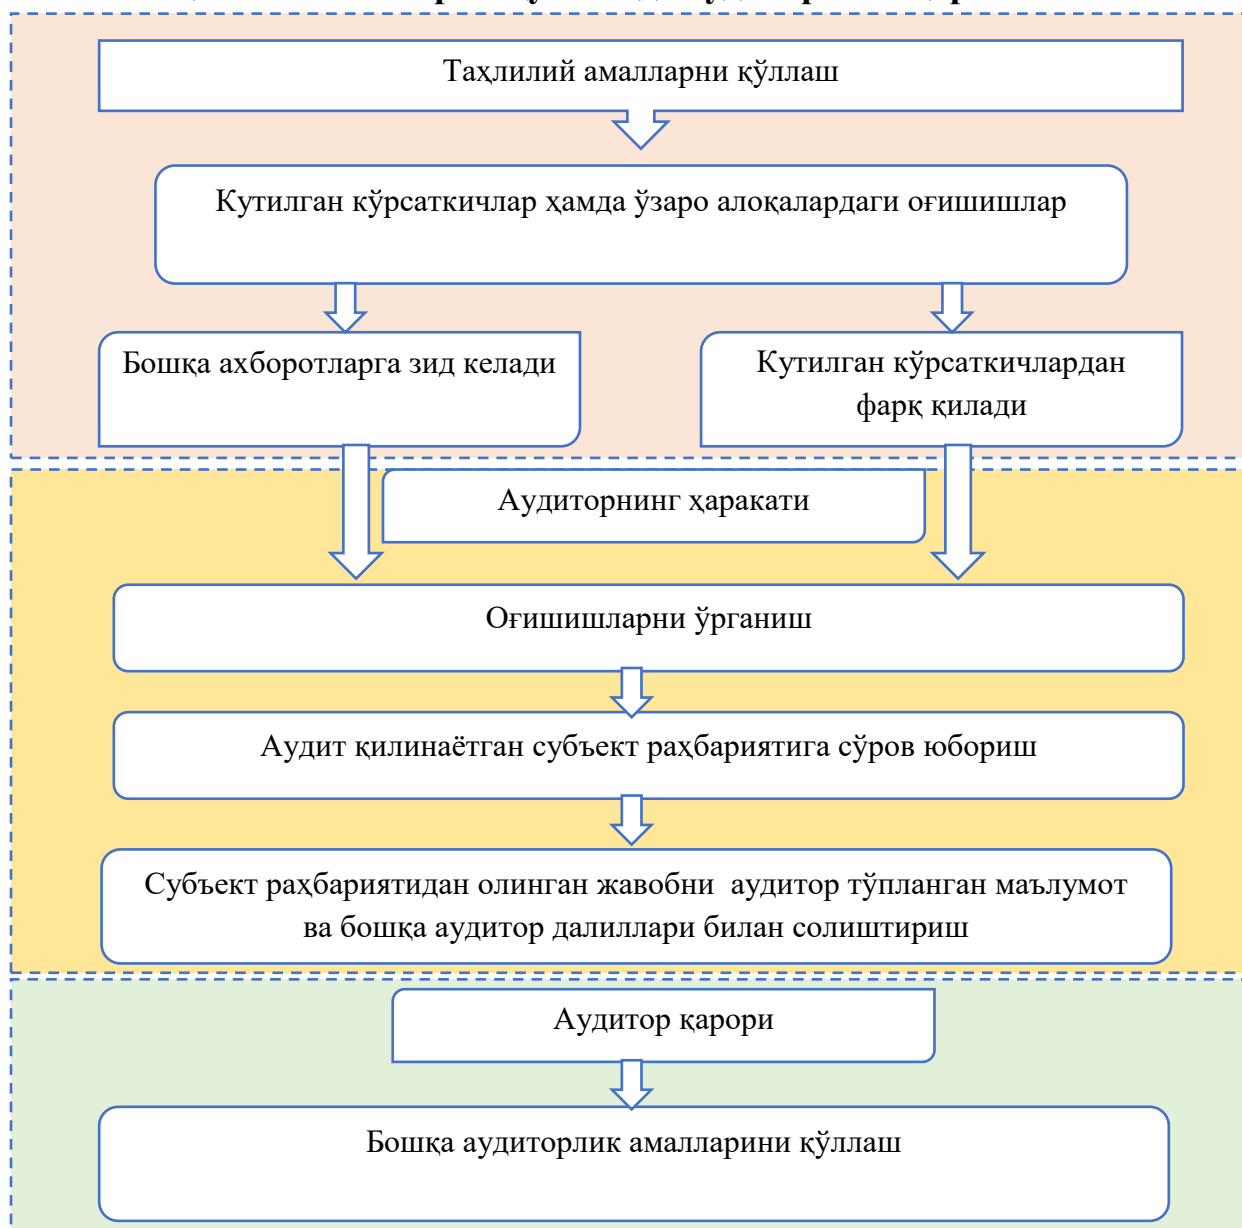 Таҳлилий амалларни қўллаш
Кутилган кўрсаткичлар ҳамда ўзаро алоқалардаги оғишишлар
Бошқа ахборотларга зид келади
Кутилган кўрсаткичлардан
фарқ қилади
Аудиторнинг ҳаракати
Оғишишларни ўрганиш
Аудит қилинаётган субъект раҳбариятига сўров юбориш
Субъект раҳбариятидан олинган жавобни аудитор тўпланган маълумот
ва бошқа аудитор далиллари билан солиштириш
Аудитор қарори
Бошқа аудиторлик амалларини қўллаш